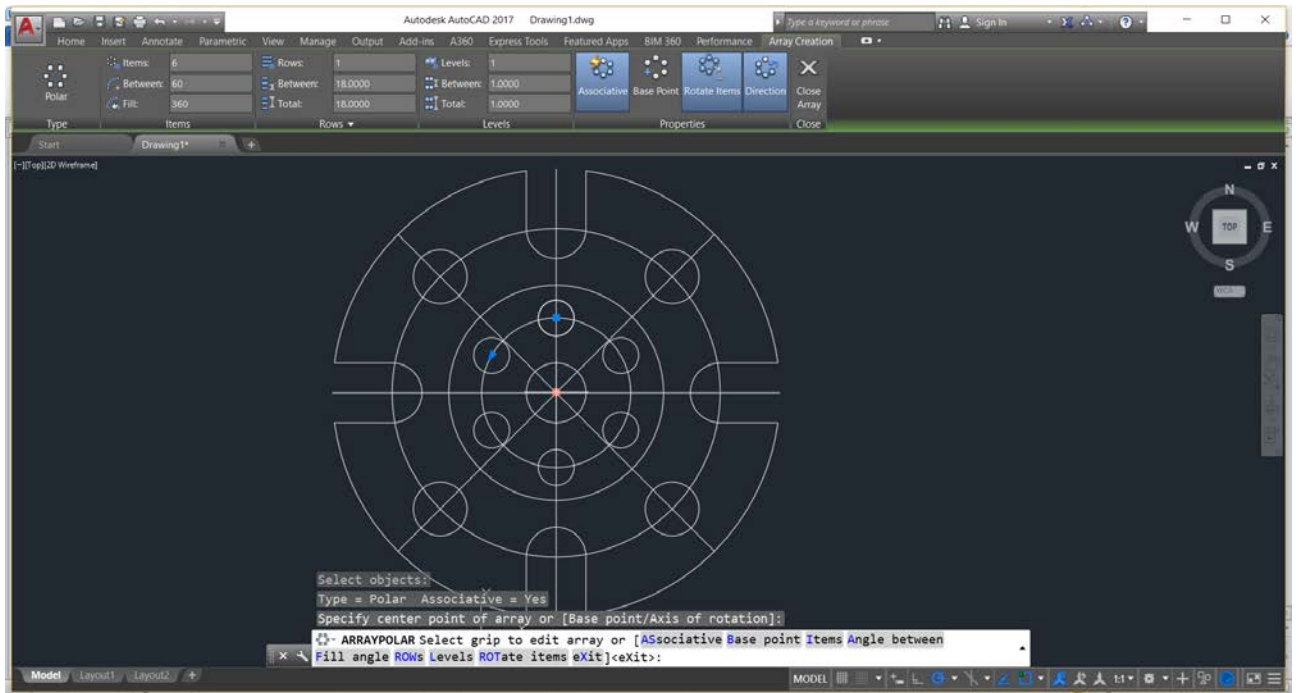 Autodesk AutoCAD 2017 Drawing1.dwg Type a keyword or phrase Sign In
Home Insert Annotate Parametric View Manage Output Add-ins A360 Express Tools Featured Apps BIM 360 Performance Array Creation
Items: 6 Rows: 1 Levels: 1
Between: 60 Between: 18.0000 Between: 1.0000
Polar Associative Base Point Rotate Items Direction Close Array
Fill: 360 Total: 18.0000 Total: 1.0000
Type Items Rows Levels Properties Close
Start Drawing1* +
[-][Top][2D Wireframe]
N
W TOP E
S
WCS
Select objects:
Type = Polar Associative = Yes
Specify center point of array or [Base point/Axis of rotation]:
ARRAYPOLAR Select grip to edit array or [ASsociative Base point Items Angle between
Fill angle ROWs Levels ROTate items eXit]<eXit>:
Model Layout1 Layout2 + MODEL 1:1